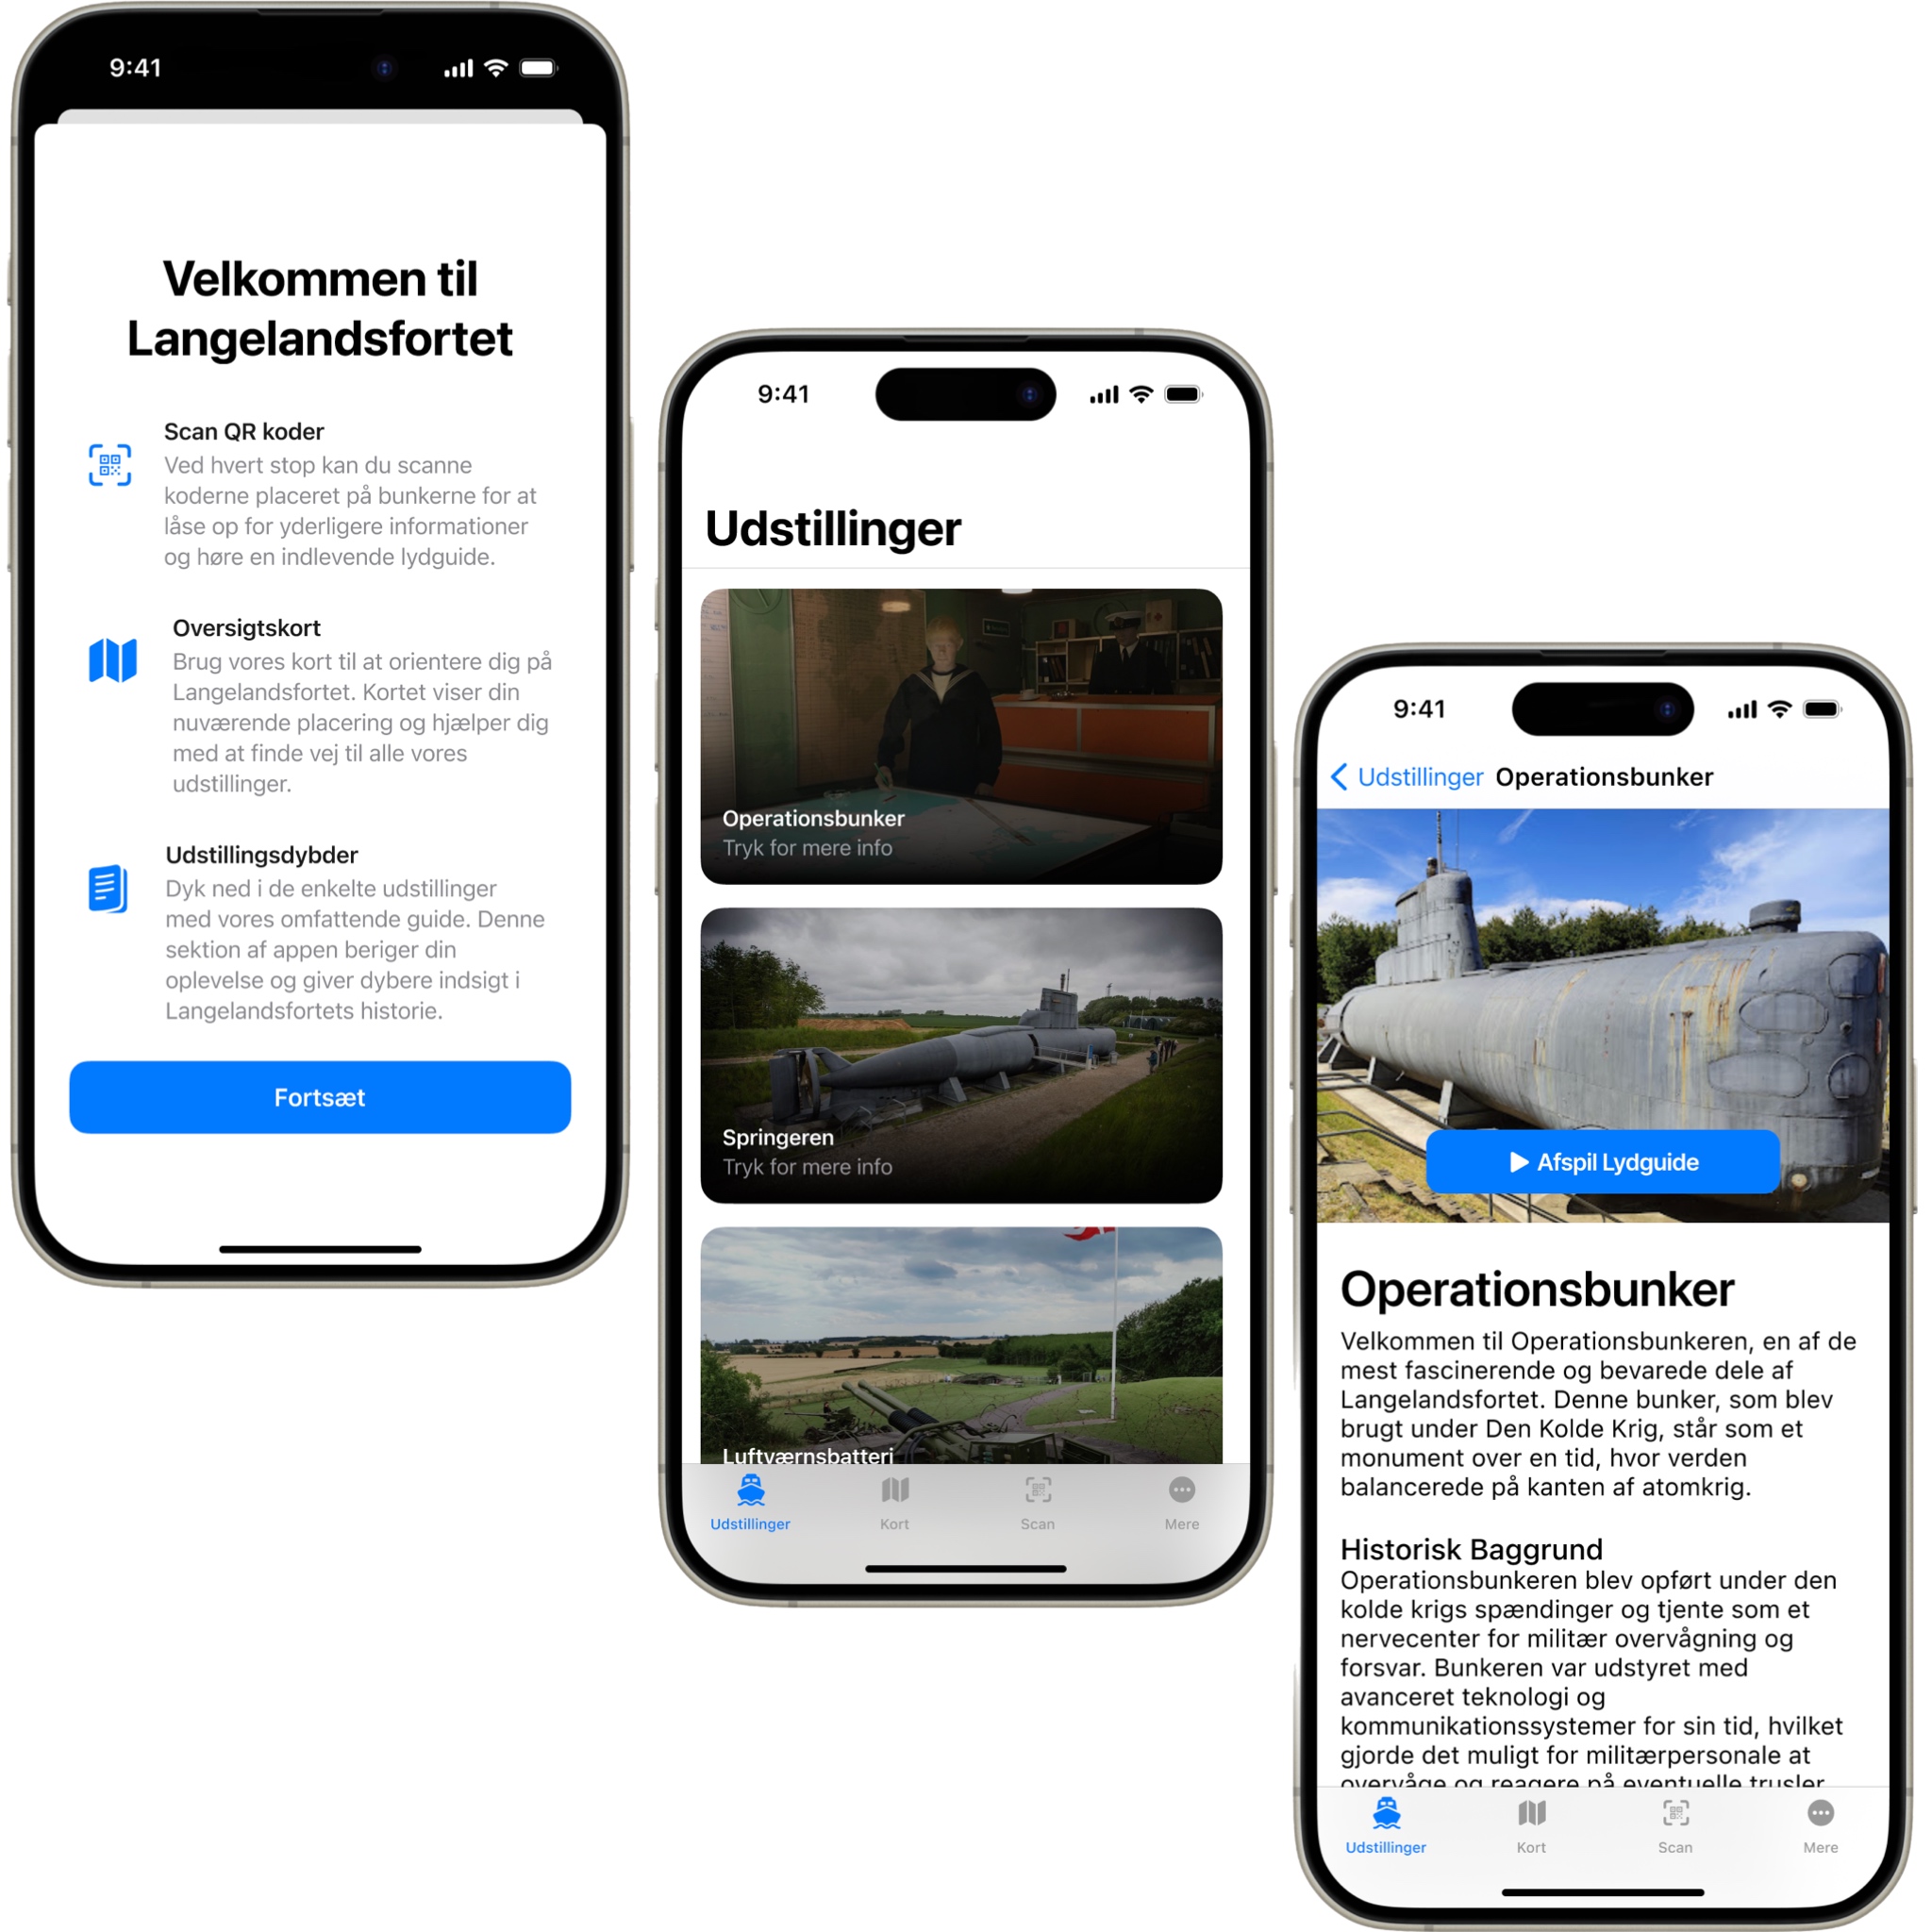 9:41
Velkommen til
Langelandsfortet
Scan QR koder
Ved hvert stop kan du scanne
koderne placeret på bunkerne for at
låse op for yderligere informationer
og høre en indlevende lydguide.
Oversigtskort
Brug vores kort til at orientere dig på
Langelandsfortet. Kortet viser din
nuværende placering og hjælper dig
med at finde vej til alle vores
udstillinger.
Udstillingsdybder
Dyk ned i de enkelte udstillinger
med vores omfattende guide. Denne
sektion af appen beriger din
oplevelse og giver dybere indsigt i
Langelandsfortets historie.
Fortsæt
9:41
Udstillinger
Operationsbunker
Tryk for mere info
Springeren
Tryk for mere info
Luftværnsbatteri
Udstillinger
Kort
Scan
Mere
9:41
Udstillinger Operationsbunker
Afspil Lydguide
Operationsbunker
Velkommen til Operationsbunkeren, en af de
mest fascinerende og bevarede dele af
Langelandsfortet. Denne bunker, som blev
brugt under Den Kolde Krig, står som et
monument over en tid, hvor verden
balancerede på kanten af atomkrig.
Historisk Baggrund
Operationsbunkeren blev opført under den
kolde krigs spændinger og tjente som et
nervecenter for militær overvågning og
forsvar. Bunkeren var udstyret med
avanceret teknologi og
kommunikationssystemer for sin tid, hvilket
gjorde det muligt for militærpersonale at
overvåge og reagere på eventuelle trusler
Udstillinger
Kort
Scan
Mere